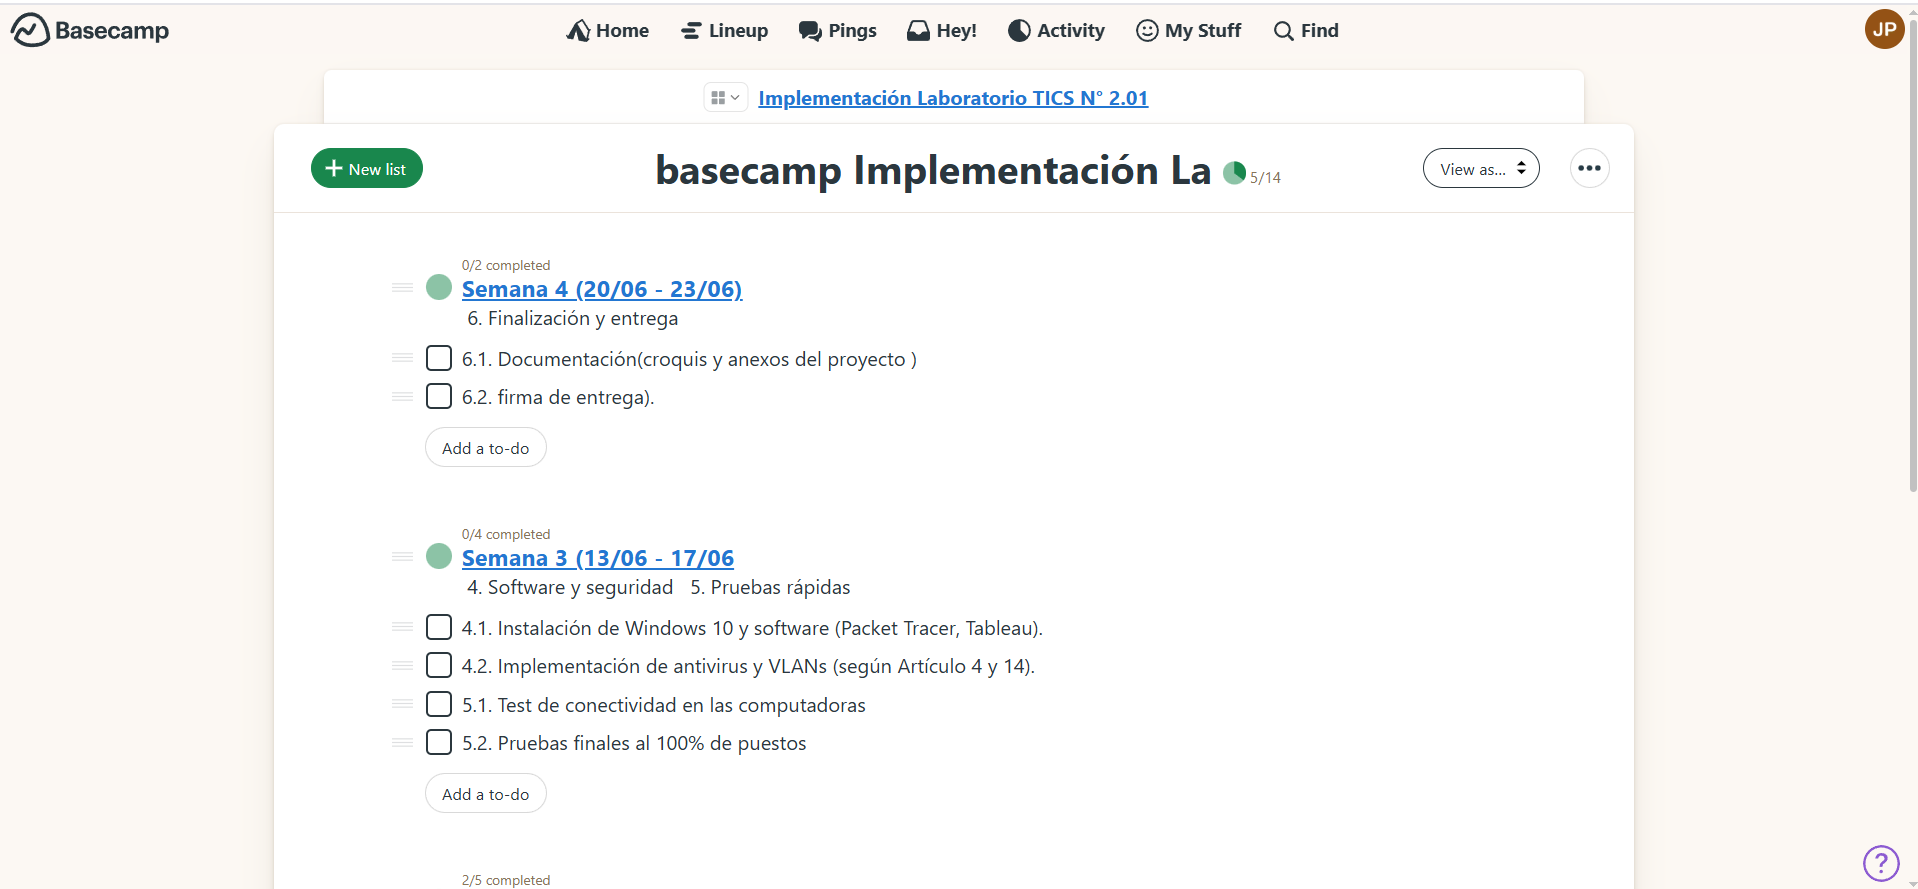 Basecamp
Home Lineup Pings Hey! Activity My Stuff Find
JP
Implementación Laboratorio TICS N° 2.01
New list
basecamp Implementación La 5/14
View as...
0/2 completed
Semana 4 (20/06 - 23/06)
6. Finalización y entrega
6.1. Documentación(croquis y anexos del proyecto )
6.2. firma de entrega).
Add a to-do
0/4 completed
Semana 3 (13/06 - 17/06
4. Software y seguridad 5. Pruebas rápidas
4.1. Instalación de Windows 10 y software (Packet Tracer, Tableau).
4.2. Implementación de antivirus y VLANs (según Artículo 4 y 14).
5.1. Test de conectividad en las computadoras
5.2. Pruebas finales al 100% de puestos
Add a to-do
2/5 completed
?